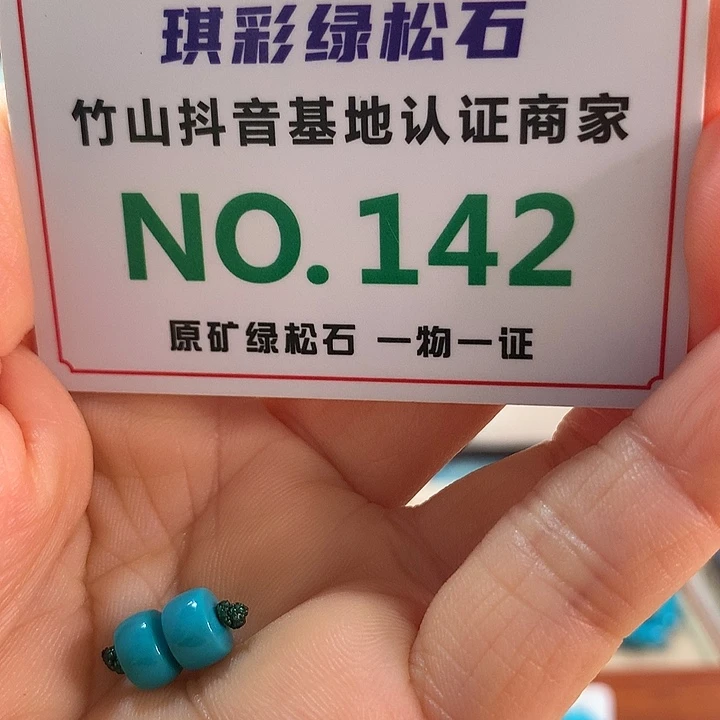 琪彩绿松石
竹山抖音基地认证商家
NO.142
原矿绿松石 一物一证